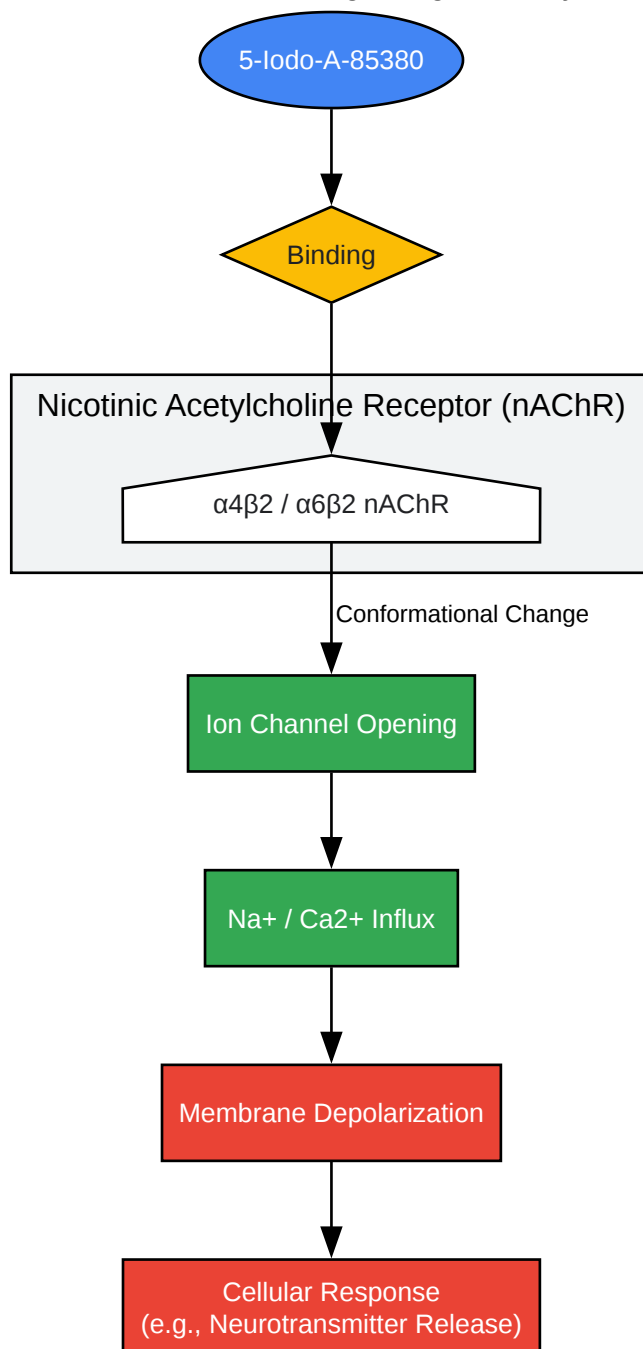 5-Iodo-A-85380
Binding
Nicotinic Acetylcholine Receptor (nAChR)
α4β2 / α6β2 nAChR
Conformational Change
Ion Channel Opening
Na+ / Ca2+ Influx
Membrane Depolarization
Cellular Response
(e.g., Neurotransmitter Release)